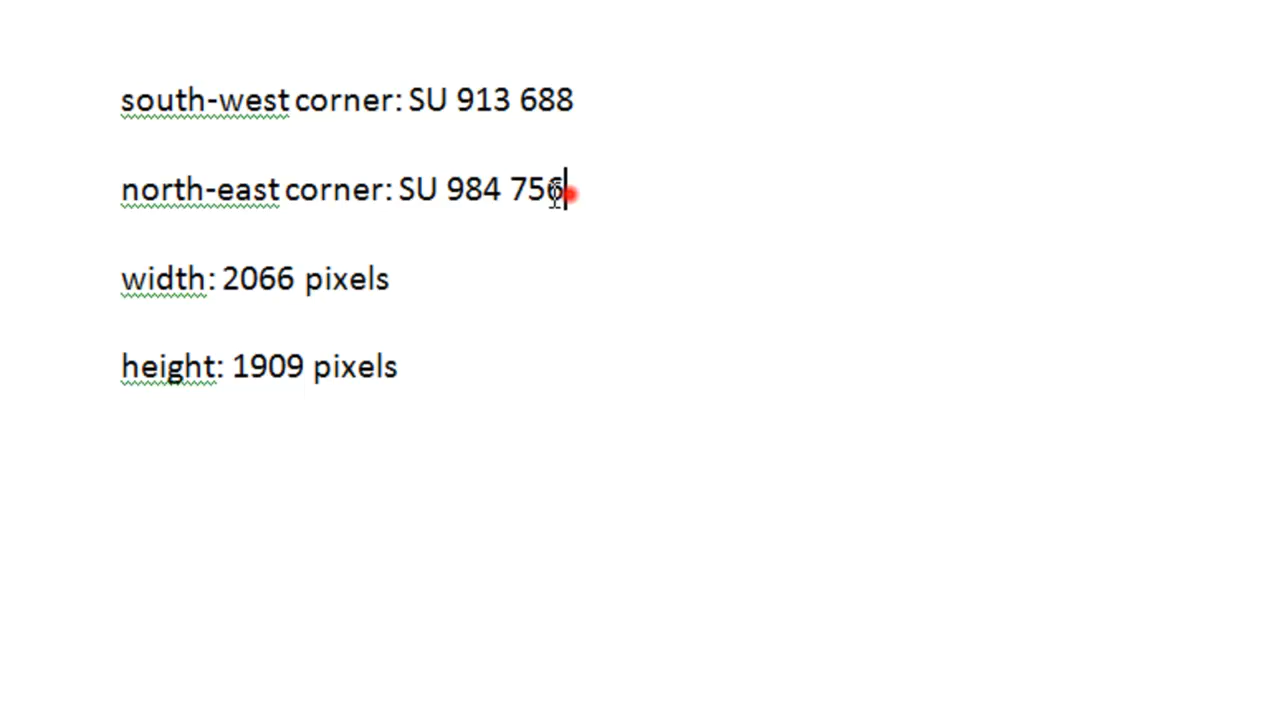 south-west corner: SU 913 688
north-east corner: SU 984 756
width: 2066 pixels
height: 1909 pixels